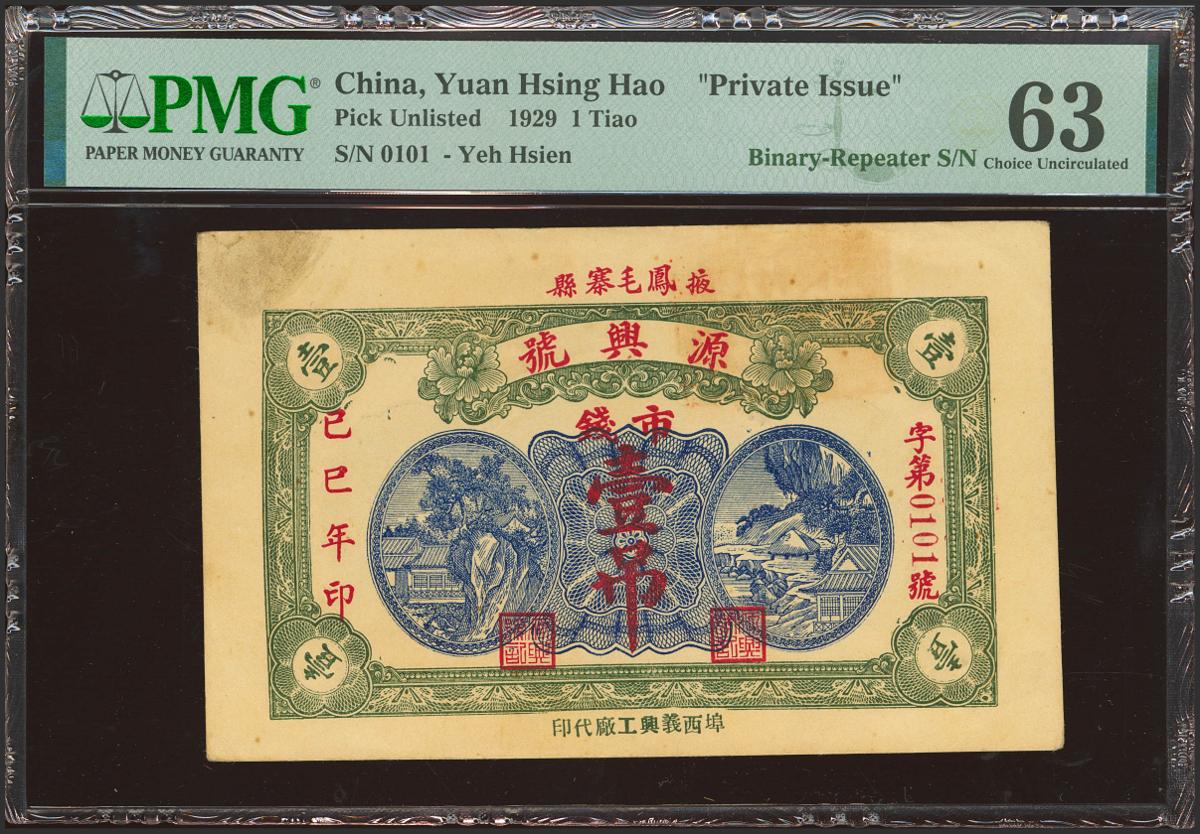 PMG®
PAPER MONEY GUARANTY
China, Yuan Hsing Hao "Private Issue"
Pick Unlisted 1929 1 Tiao
S/N 0101 - Yeh Hsien
Binary-Repeater S/N
63
Choice Uncirculated
掖鳳毛寨縣
源興號
壹
壹
市錢
壹吊
字第0101號
己巳年印
壹
壹
埠西義興工廠代印